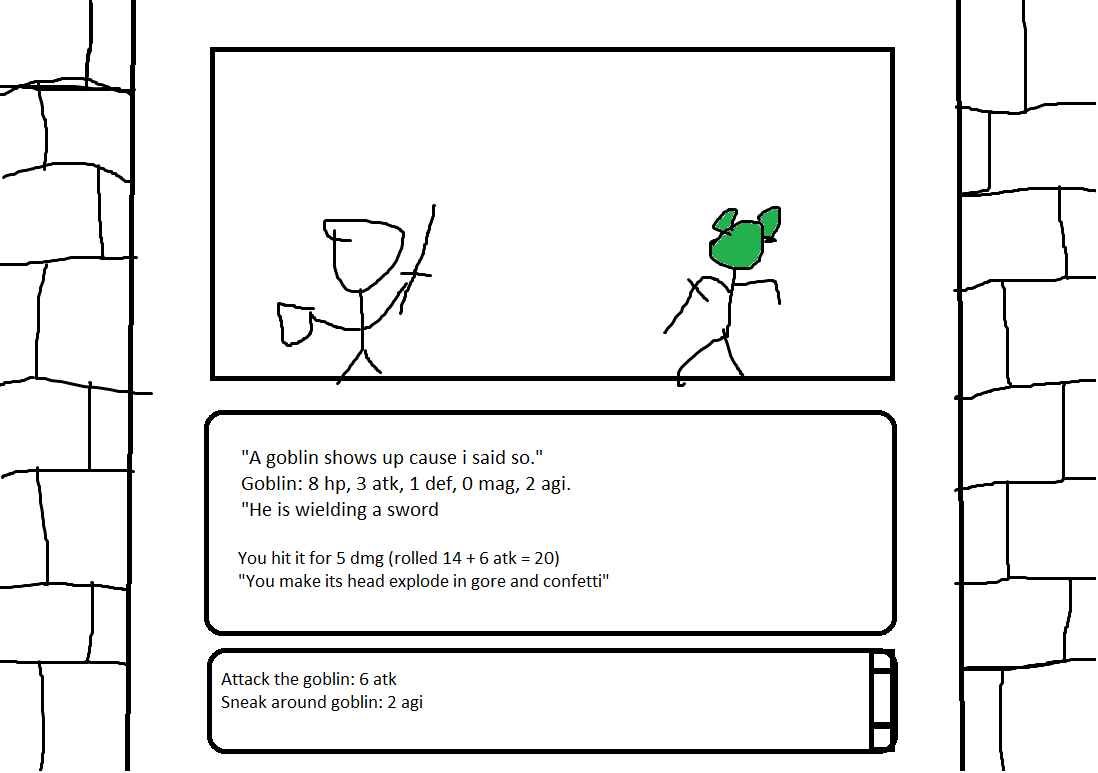 "A goblin shows up cause i said so."
Goblin: 8 hp, 3 atk, 1 def, 0 mag, 2 agi.
"He is wielding a sword
You hit it for 5 dmg (rolled 14 + 6 atk = 20)
"You make its head explode in gore and confetti"
Attack the goblin: 6 atk
Sneak around goblin: 2 agi